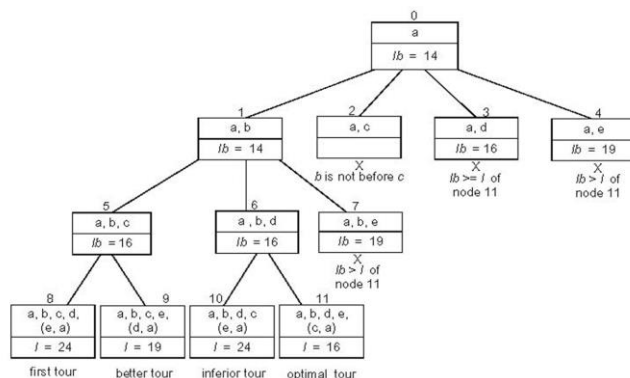 0
a
lb = 14
1
a, b
lb = 14
2
a, c
X
b is not before c
3
a, d
lb = 16
X
lb >= l of
node 11
4
a, e
lb = 19
X
lb > l of
node 11
5
a, b, c
lb = 16
6
a , b, d
lb = 16
7
a, b, e
lb = 19
X
lb > l of
node 11
8
a, b, c, d,
(e, a)
l = 24
first tour
9
a, b, c, e,
(d, a)
l = 19
better tour
10
a, b, d, c
(e, a)
l = 24
inferior tour
11
a, b, d, e,
(c, a)
l = 16
optimal tour